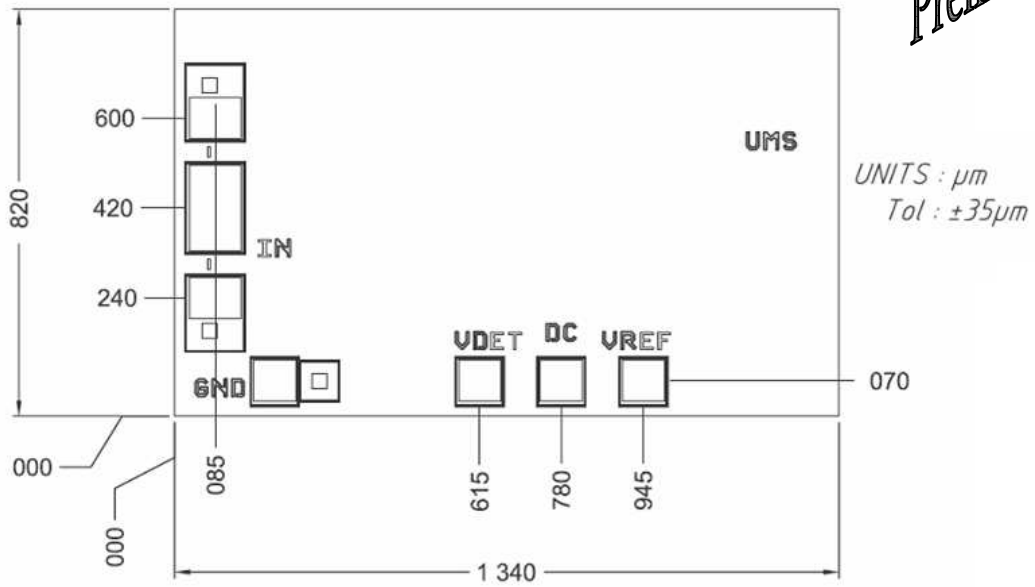 820
600
420
240
IN
GND
VDET
DC
VREF
UMS
UNITS : µm
Tol : ±35µm
070
000
000
085
615
780
945
1 340